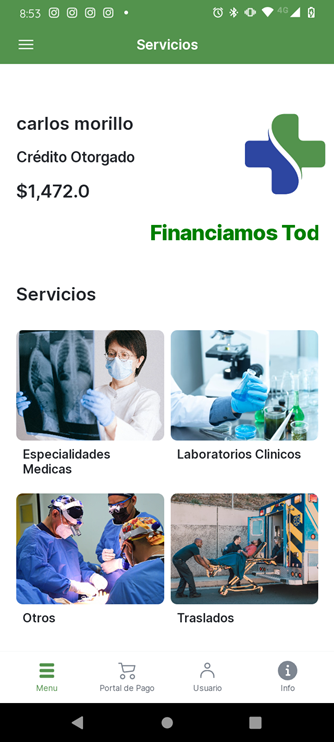 8:53
4G
Servicios
carlos morillo
Crédito Otorgado
$1,472.0
Financiamos Tod
Servicios
Especialidades
Medicas
Laboratorios Clinicos
Otros
Traslados
Menu
Portal de Pago
Usuario
Info